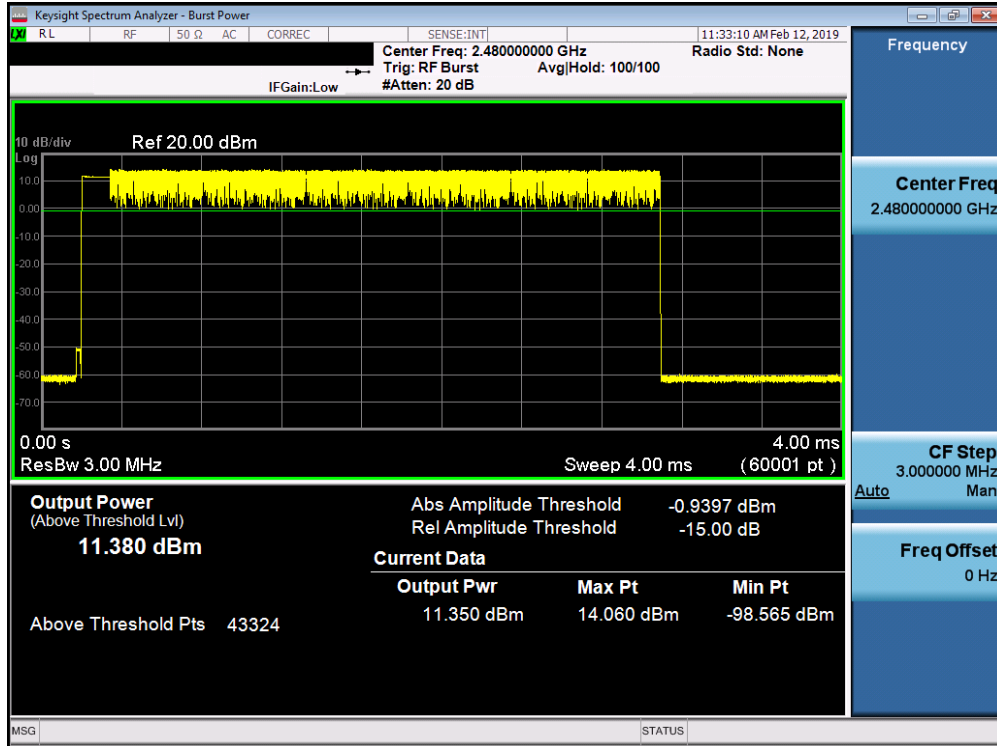 Keysight Spectrum Analyzer - Burst Power
LXI RL RF 50 Ω AC CORREC SENSE:INT 11:33:10 AM Feb 12, 2019
Center Freq: 2.480000000 GHz Radio Std: None
Trig: RF Burst Avg|Hold: 100/100
IFGain:Low #Atten: 20 dB
10 dB/div Ref 20.00 dBm
Log
10.0
0.00
-10.0
-20.0
-30.0
-40.0
-50.0
-60.0
-70.0
0.00 s 4.00 ms
ResBw 3.00 MHz Sweep 4.00 ms (60001 pt)
Output Power
(Above Threshold Lvl)
11.380 dBm
Above Threshold Pts 43324
Abs Amplitude Threshold -0.9397 dBm
Rel Amplitude Threshold -15.00 dB
Current Data
Output Pwr Max Pt Min Pt
11.350 dBm 14.060 dBm -98.565 dBm
Frequency
Center Freq
2.480000000 GHz
CF Step
3.000000 MHz
Auto Man
Freq Offset
0 Hz
MSG STATUS